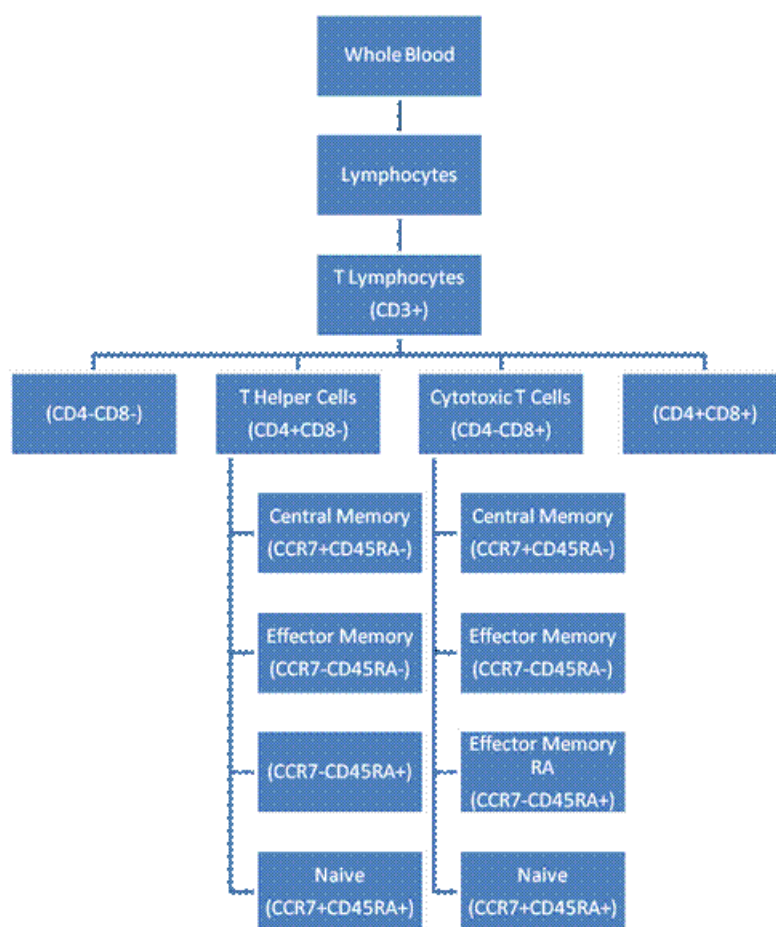 Whole Blood
Lymphocytes
T Lymphocytes
(CD3+)
(CD4-CD8-)
T Helper Cells
(CD4+CD8-)
Cytotoxic T Cells
(CD4-CD8+)
(CD4+CD8+)
Central Memory
(CCR7+CD45RA-)
Effector Memory
(CCR7-CD45RA-)
(CCR7-CD45RA+)
Naive
(CCR7+CD45RA+)
Central Memory
(CCR7+CD45RA-)
Effector Memory
(CCR7-CD45RA-)
Effector Memory
RA
(CCR7-CD45RA+)
Naive
(CCR7+CD45RA+)